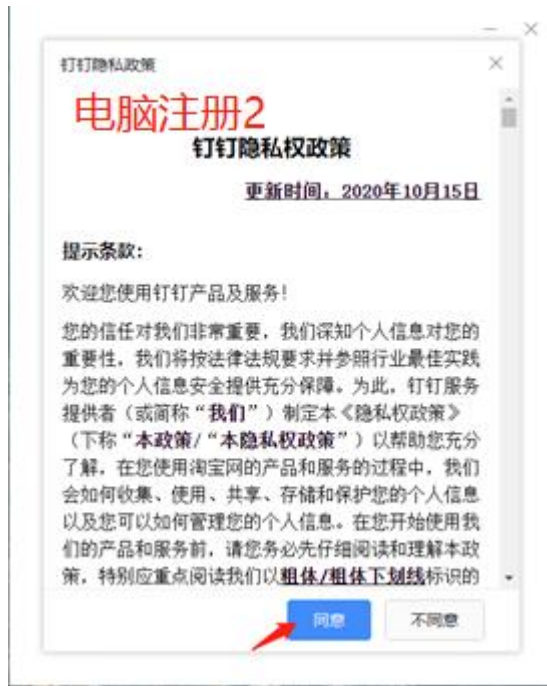 钉钉隐私政策
电脑注册2
钉钉隐私权政策
更新时间：2020年10月15日
提示条款：
欢迎您使用钉钉产品及服务！
您的信任对我们非常重要，我们深知个人信息对您的
重要性，我们将按法律法规要求并参照行业最佳实践
为您的个人信息安全提供充分保障。为此，钉钉服务
提供者（或简称“我们”）制定本《隐私权政策》
（下称“本政策/“本隐私权政策”）以帮助您充分
了解，在您使用淘宝网的产品和服务的过程中，我们
会如何收集、使用、共享、存储和保护您的个人信息
以及您可以如何管理您的个人信息。在您开始使用我
们的产品和服务前，请您务必先仔细阅读和理解本政
策，特别应重点阅读我们以粗体/粗体下划线标识的
同意 不同意